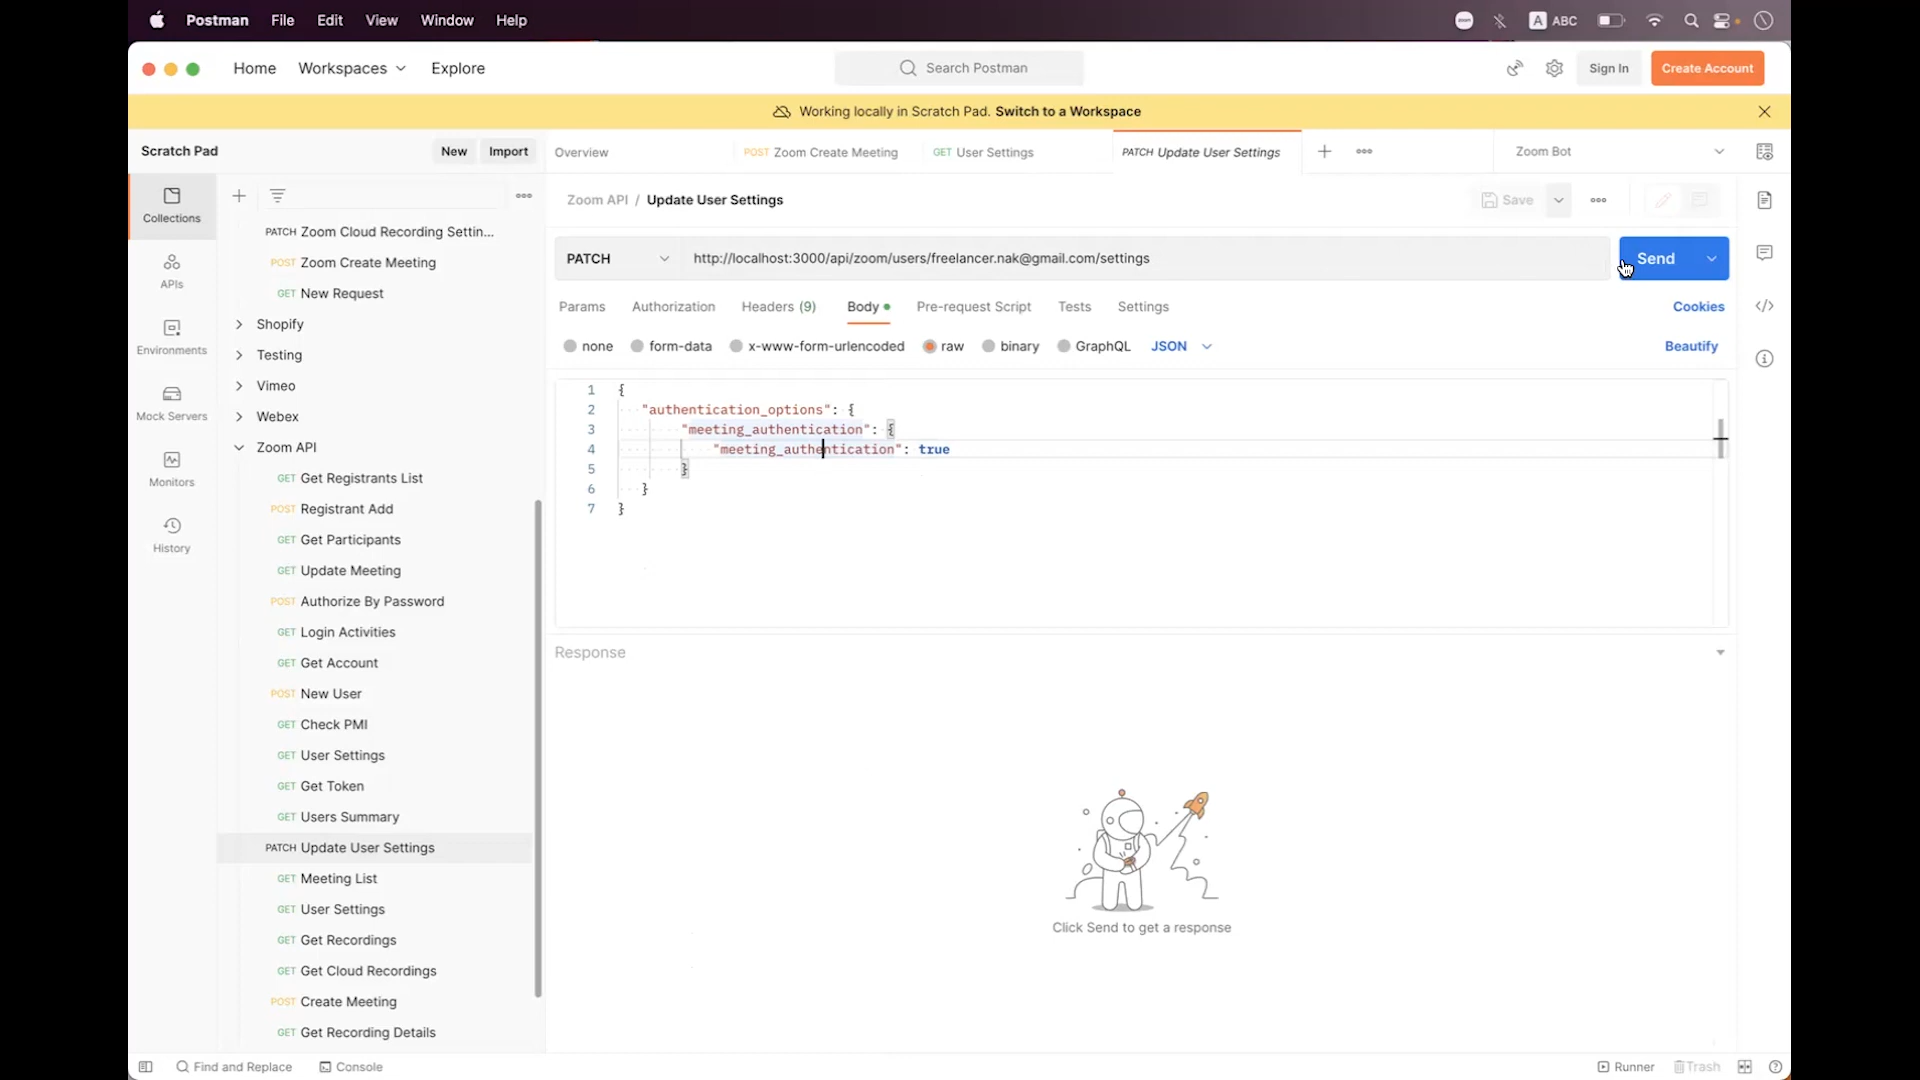 Postman File Edit View Window Help
zoom A ABC
Home Workspaces Explore
Search Postman
Sign In Create Account
Working locally in Scratch Pad. Switch to a Workspace
Scratch Pad New Import
Overview POST Zoom Create Meeting GET User Settings PATCH Update User Settings Zoom Bot
Collections
APIs
Environments
Mock Servers
Monitors
History
PATCH Zoom Cloud Recording Settin...
POST Zoom Create Meeting
GET New Request
Shopify
Testing
Vimeo
Webex
Zoom API
GET Get Registrants List
POST Registrant Add
GET Get Participants
GET Update Meeting
POST Authorize By Password
GET Login Activities
GET Get Account
POST New User
GET Check PMI
GET User Settings
GET Get Token
GET Users Summary
PATCH Update User Settings
GET Meeting List
GET User Settings
GET Get Recordings
GET Get Cloud Recordings
POST Create Meeting
GET Get Recording Details
Zoom API / Update User Settings
Save
PATCH http://localhost:3000/api/zoom/users/freelancer.nak@gmail.com/settings
Send
Params Authorization Headers (9) Body Pre-request Script Tests Settings Cookies
none form-data x-www-form-urlencoded raw binary GraphQL JSON Beautify
1 {
2 "authentication_options": {
3 "meeting_authentication": {
4 "meeting_authentication": true
5 }
6 }
7 }
Response
Click Send to get a response
Find and Replace Console
Runner Trash